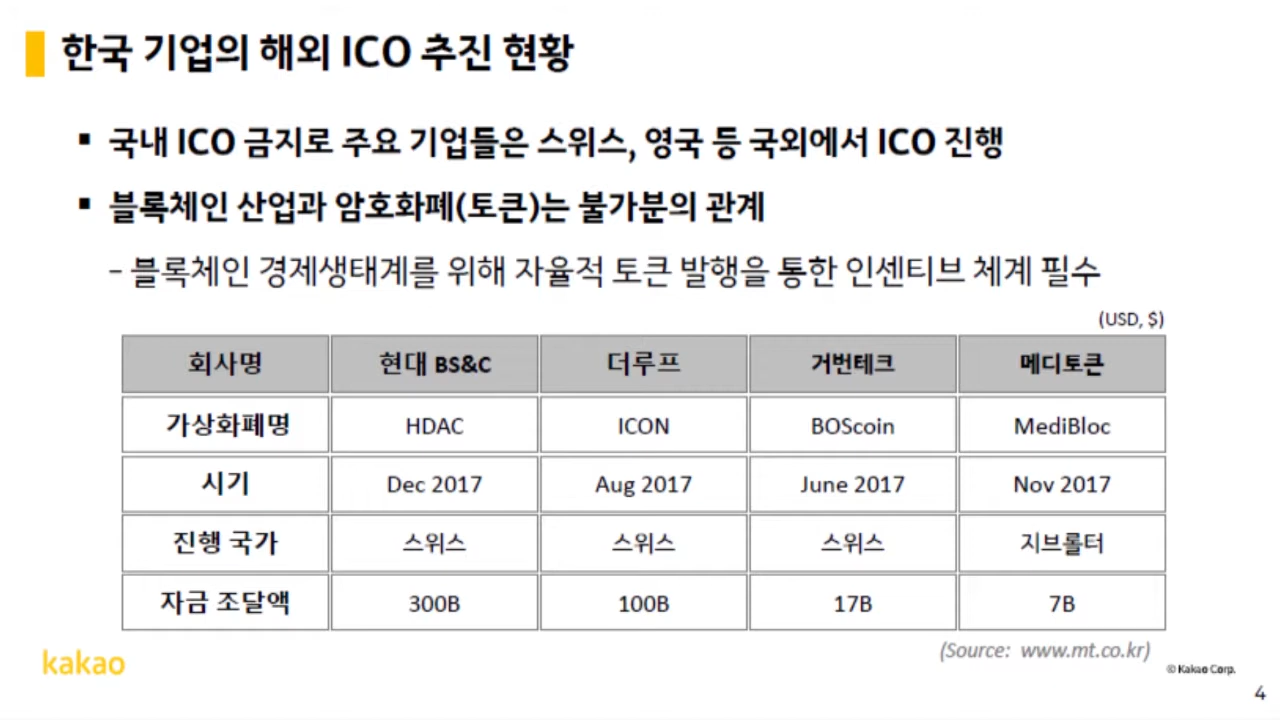 한국 기업의 해외 ICO 추진 현황
▪ 국내 ICO 금지로 주요 기업들은 스위스, 영국 등 국외에서 ICO 진행
▪ 블록체인 산업과 암호화폐(토큰)는 불가분의 관계
– 블록체인 경제생태계를 위해 자율적 토큰 발행을 통한 인센티브 체계 필수
(USD, $)
회사명 현대 BS&C 더루프 거번테크 메디토큰
가상화폐명 HDAC ICON BOScoin MediBloc
시기 Dec 2017 Aug 2017 June 2017 Nov 2017
진행 국가 스위스 스위스 스위스 지브롤터
자금 조달액 300B 100B 17B 7B
(Source: www.mt.co.kr)
kakao
© Kakao Corp.
4